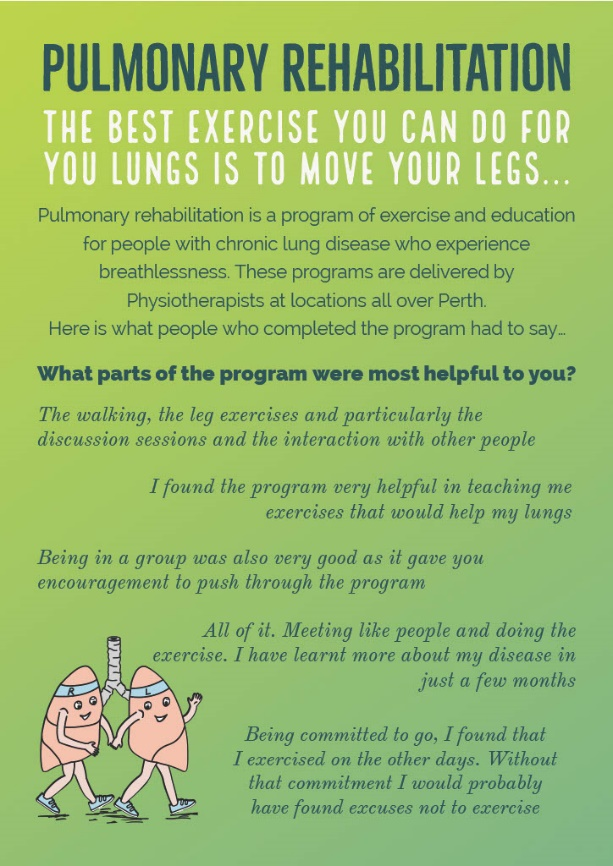 PULMONARY REHABILITATION
THE BEST EXERCISE YOU CAN DO FOR
YOU LUNGS IS TO MOVE YOUR LEGS...
Pulmonary rehabilitation is a program of exercise and education
for people with chronic lung disease who experience
breathlessness. These programs are delivered by
Physiotherapists at locations all over Perth.
Here is what people who completed the program had to say...
What parts of the program were most helpful to you?
The walking, the leg exercises and particularly the
discussion sessions and the interaction with other people
I found the program very helpful in teaching me
exercises that would help my lungs
Being in a group was also very good as it gave you
encouragement to push through the program
All of it. Meeting like people and doing the
exercise. I have learnt more about my disease in
just a few months
R L
Being committed to go, I found that
I exercised on the other days. Without
that commitment I would probably
have found excuses not to exercise